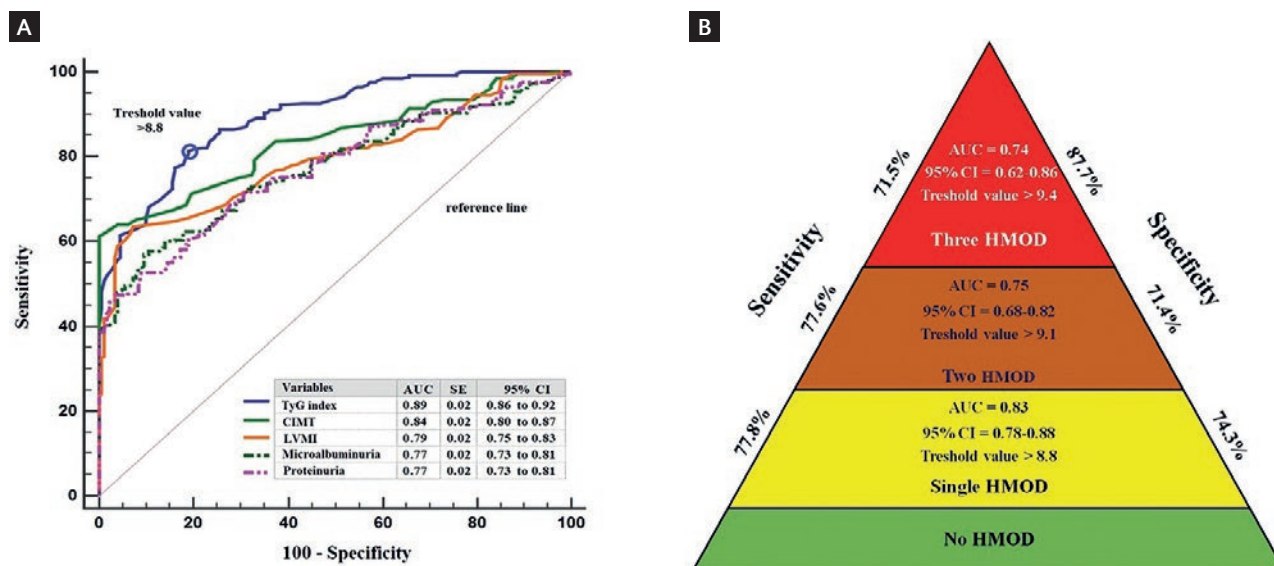 A
100
80
60
40
20
0
Sensitivity
Treshold value
>8.8
reference line
Variables AUC SE 95% CI
TyG index 0.89 0.02 0.86 to 0.92
CIMT 0.84 0.02 0.80 to 0.87
LVMI 0.79 0.02 0.75 to 0.83
Microalbuminuria 0.77 0.02 0.73 to 0.81
Proteinuria 0.77 0.02 0.73 to 0.81
0 20 40 60 80 100
100 - Specificity
B
Sensitivity
Specificity
71.5%
AUC = 0.74
95% CI = 0.62-0.86
Treshold value > 9.4
Three HMOD
87.7%
77.6%
AUC = 0.75
95% CI = 0.68-0.82
Treshold value > 9.1
Two HMOD
71.4%
77.8%
AUC = 0.83
95% CI = 0.78-0.88
Treshold value > 8.8
Single HMOD
74.3%
No HMOD